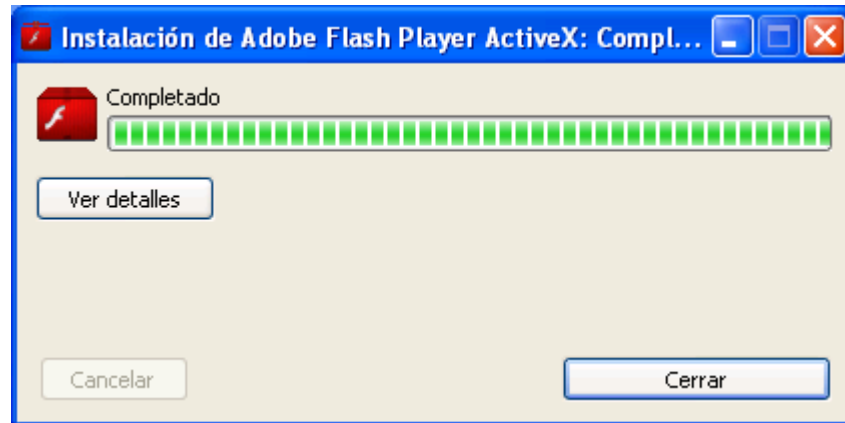 Instalación de Adobe Flash Player ActiveX: Compl...
Completado
Ver detalles
Cancelar
Cerrar